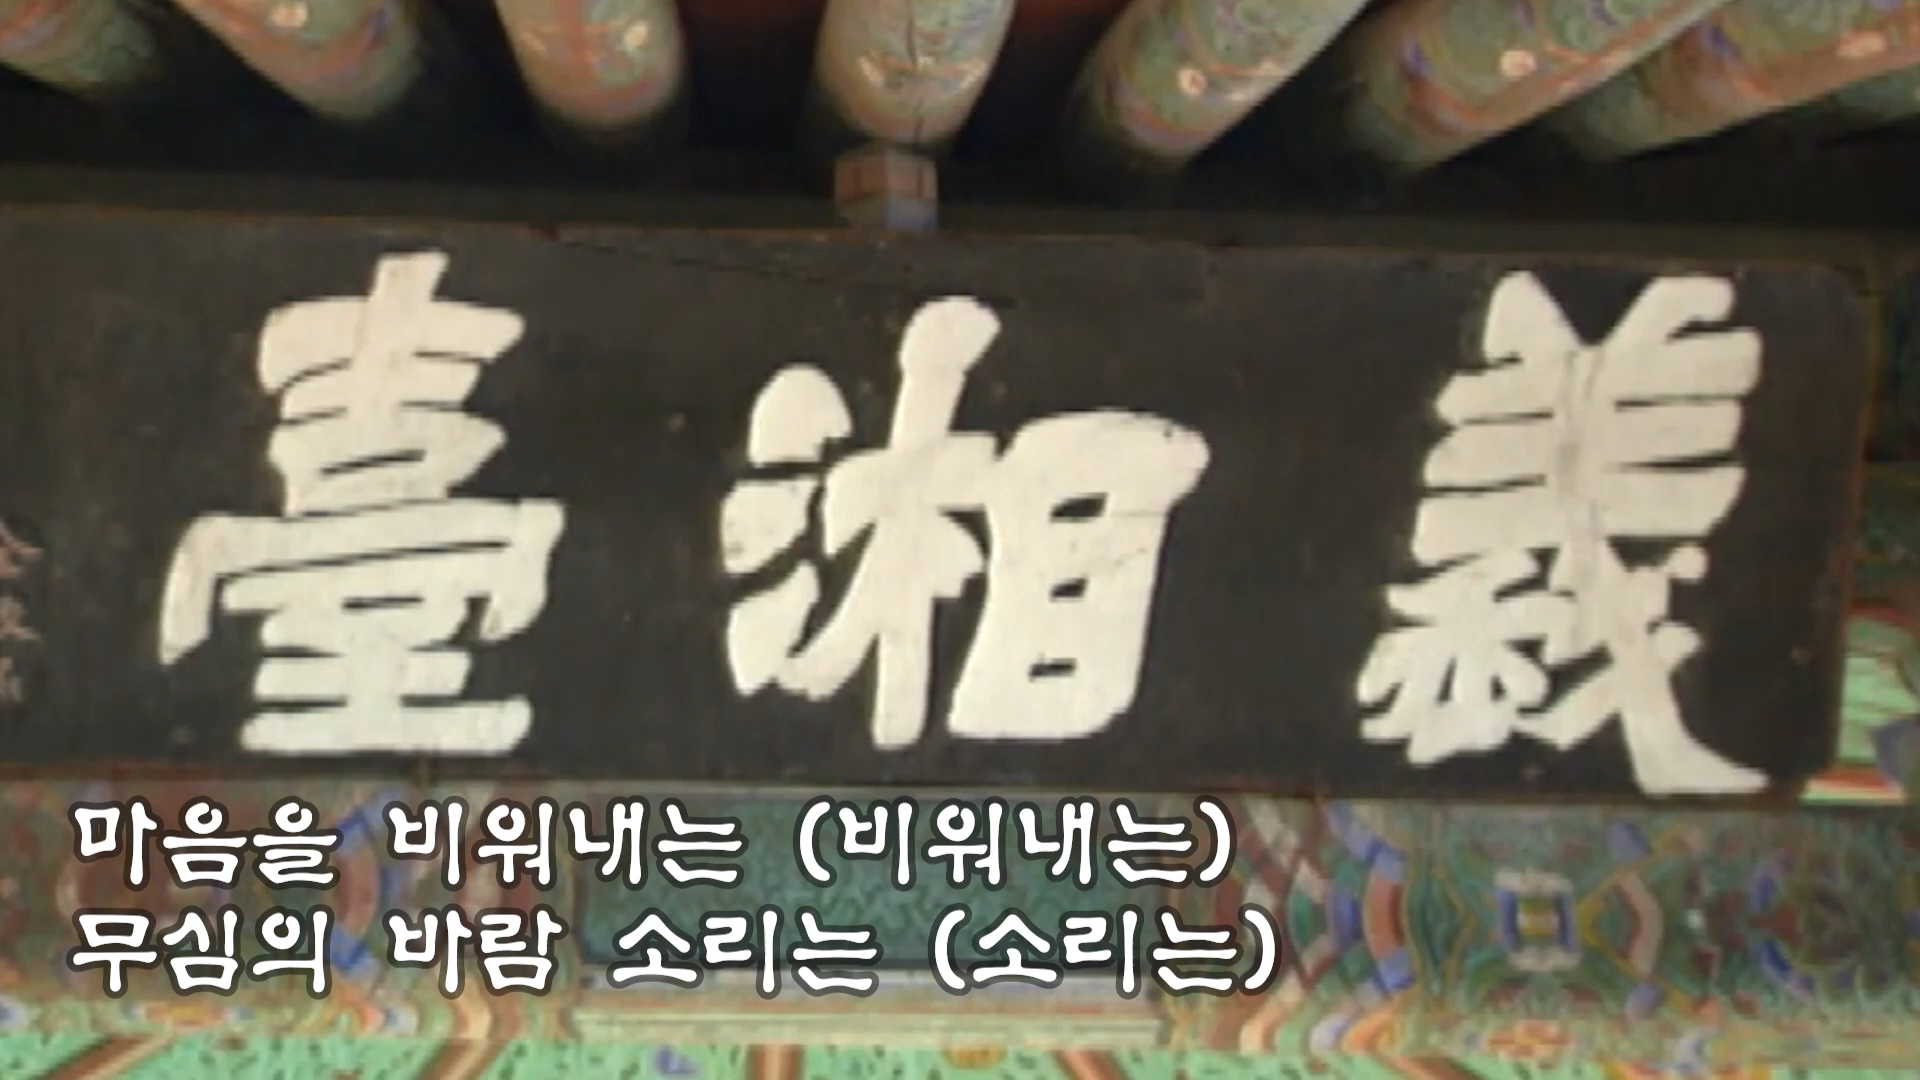 義湘臺
마음을 비워내는 (비워내는)
무심의 바람 소리는 (소리는)